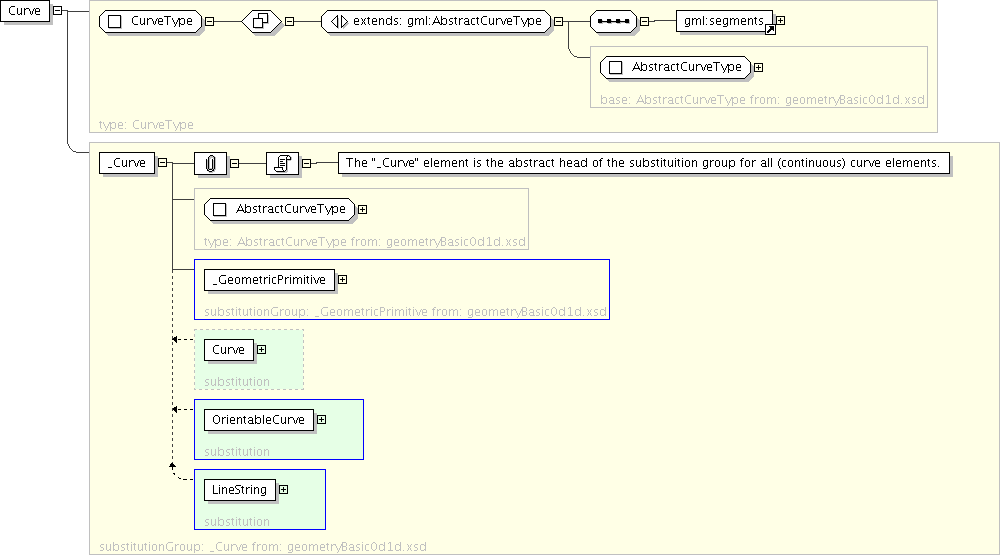 Curve
CurveType
extends: gml:AbstractCurveType
gml:segments
AbstractCurveType
base: AbstractCurveType from: geometryBasic0d1d.xsd
type: CurveType
_Curve
The "_Curve" element is the abstract head of the substituition group for all (continuous) curve elements.
AbstractCurveType
type: AbstractCurveType from: geometryBasic0d1d.xsd
_GeometricPrimitive
substitutionGroup: _GeometricPrimitive from: geometryBasic0d1d.xsd
Curve
substitution
OrientableCurve
substitution
LineString
substitution
substitutionGroup: _Curve from: geometryBasic0d1d.xsd